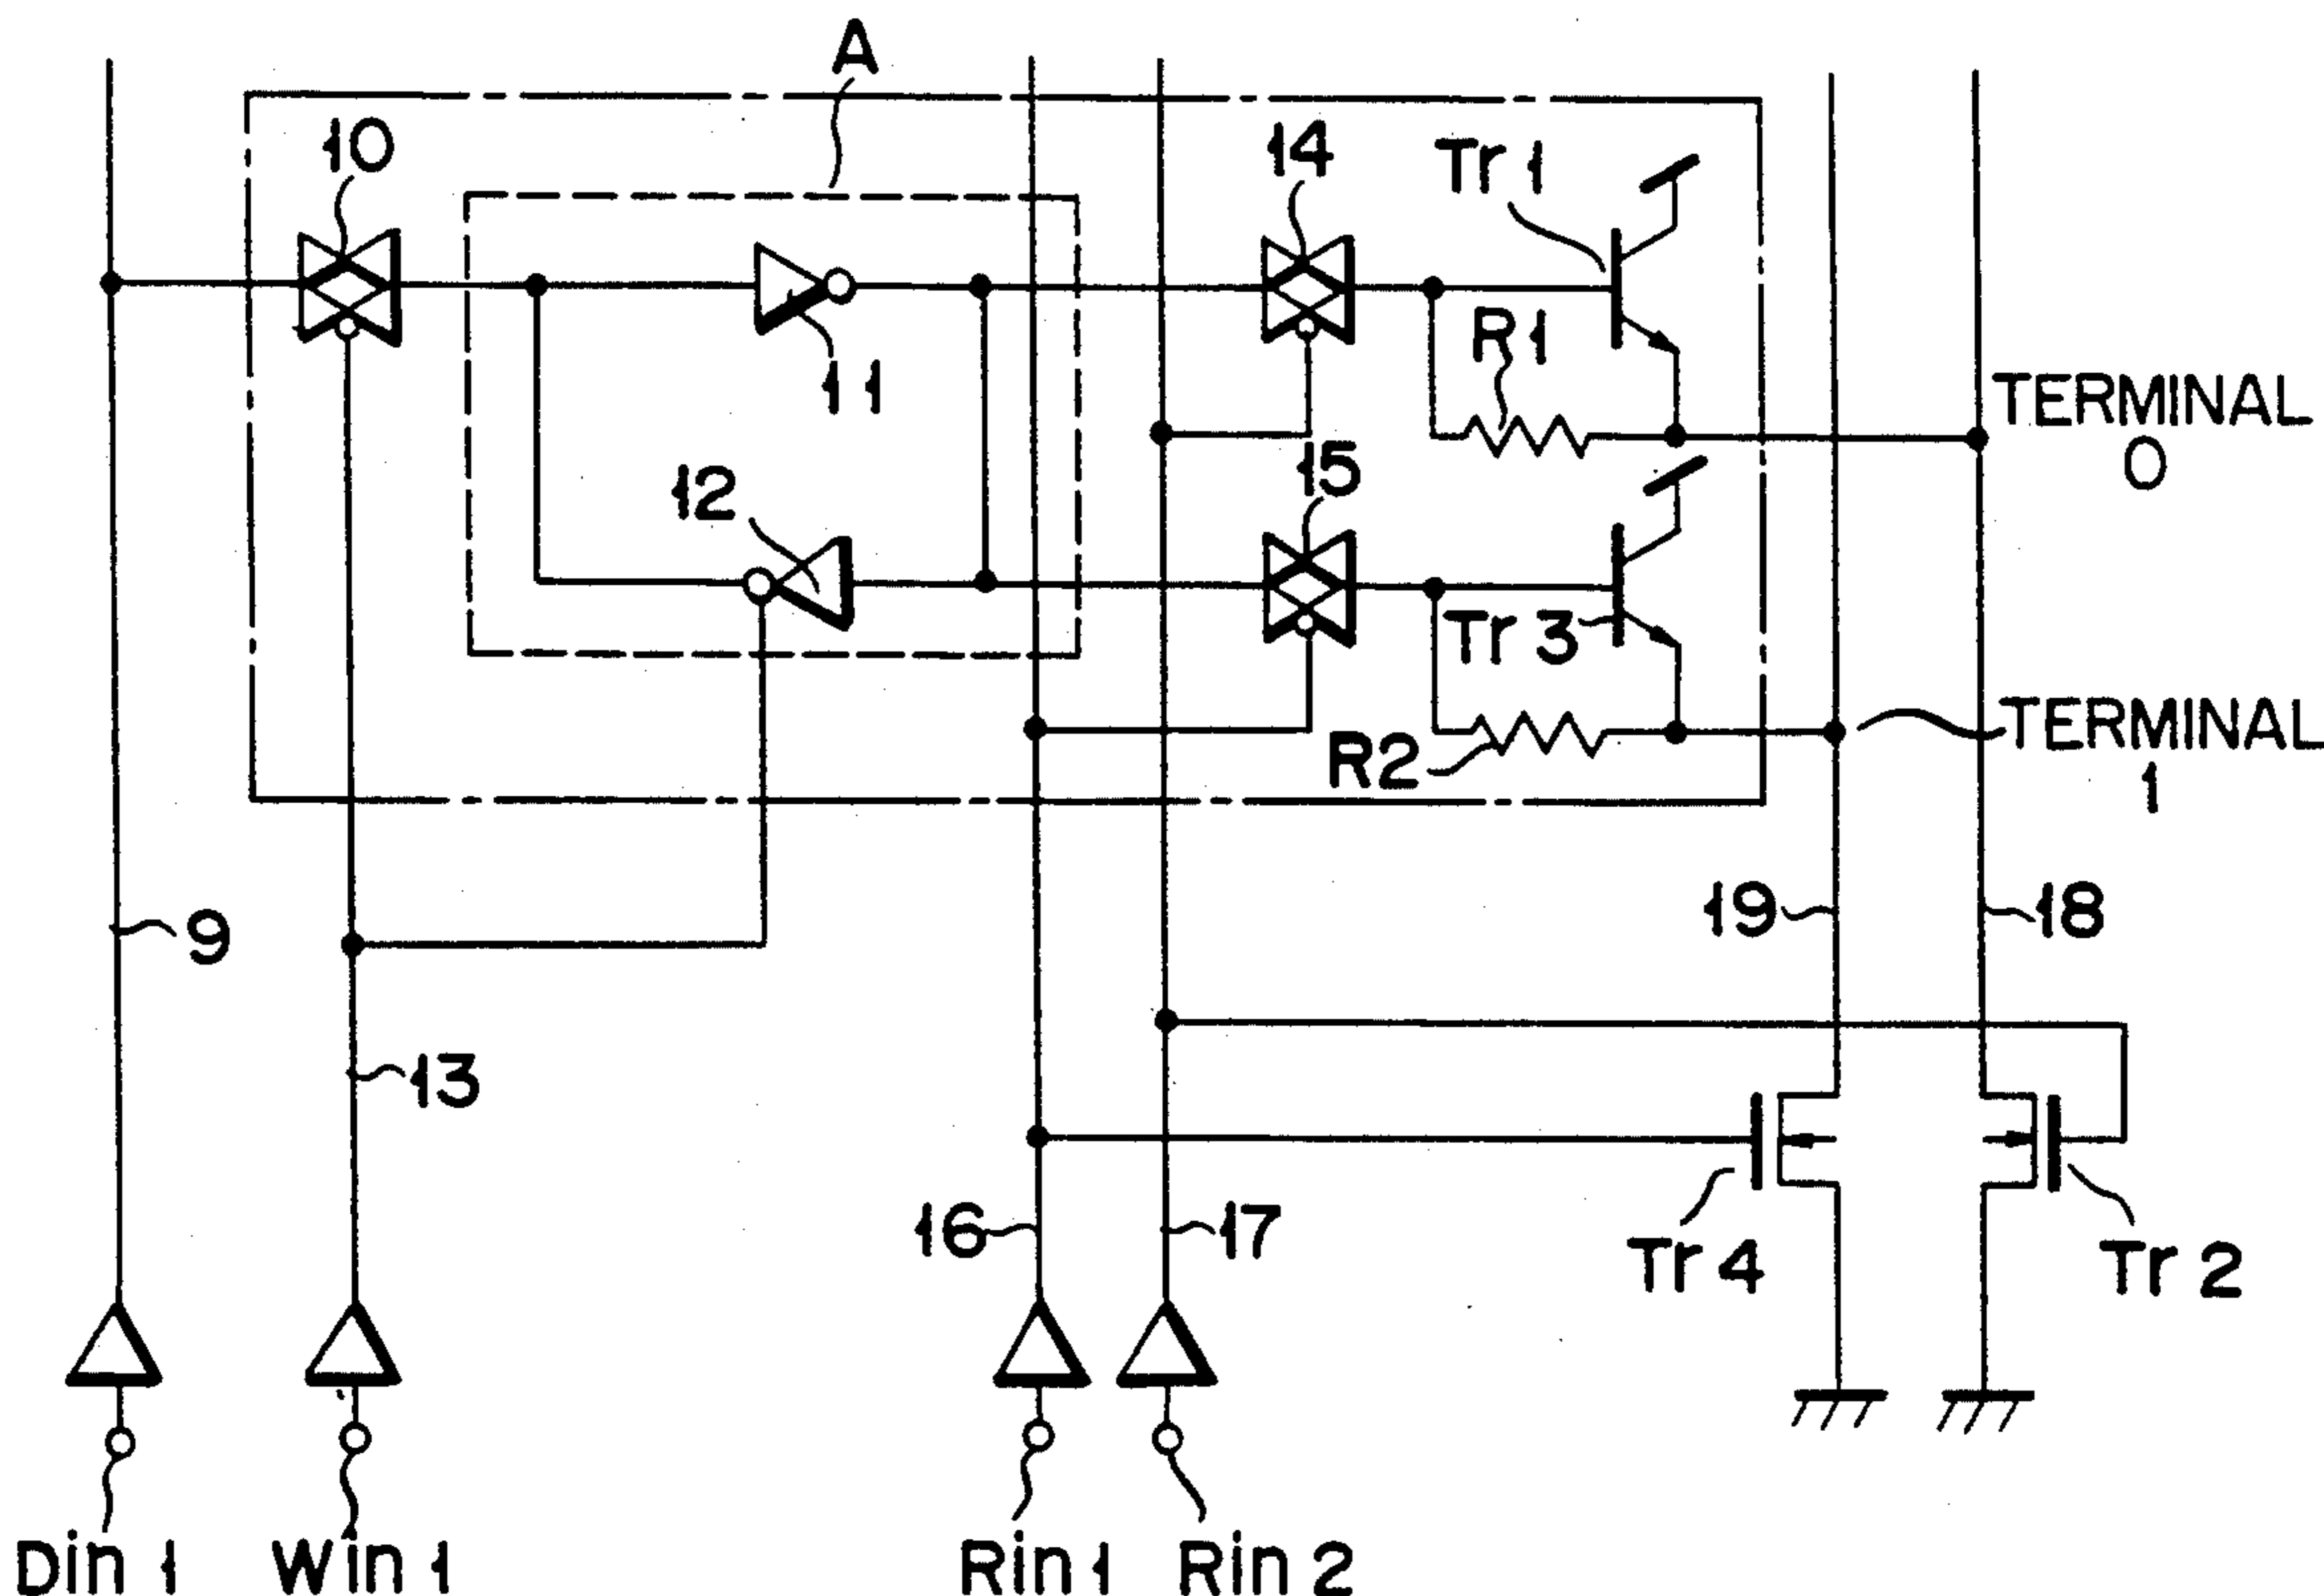 A
10
14
Tr 1
R1
11
TERMINAL
0
12
15
Tr 3
R2
TERMINAL
1
9
19
18
13
16
17
Tr 4
Tr 2
Din 1
Win 1
Rin 1
Rin 2